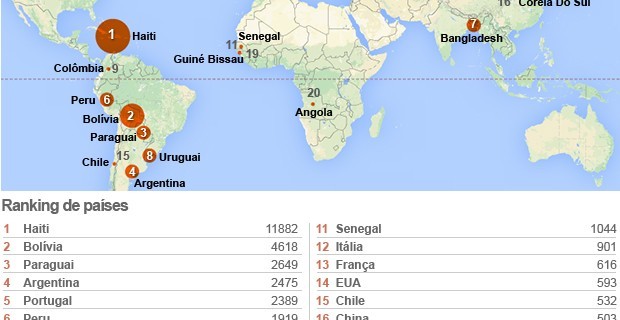 16 Coreia Do Sul
1 Haiti
7
Bangladesh
11 Senegal
Guiné Bissau 19
Colômbia 9
Peru 6
20
Angola
Bolívia 2
Paraguai 3
15 8 Uruguai
Chile
4
Argentina
Ranking de países
1 Haiti 11882
2 Bolívia 4618
3 Paraguai 2649
4 Argentina 2475
5 Portugal 2389
6 Peru 1919
11 Senegal 1044
12 Itália 901
13 França 616
14 EUA 593
15 Chile 532
16 China 503